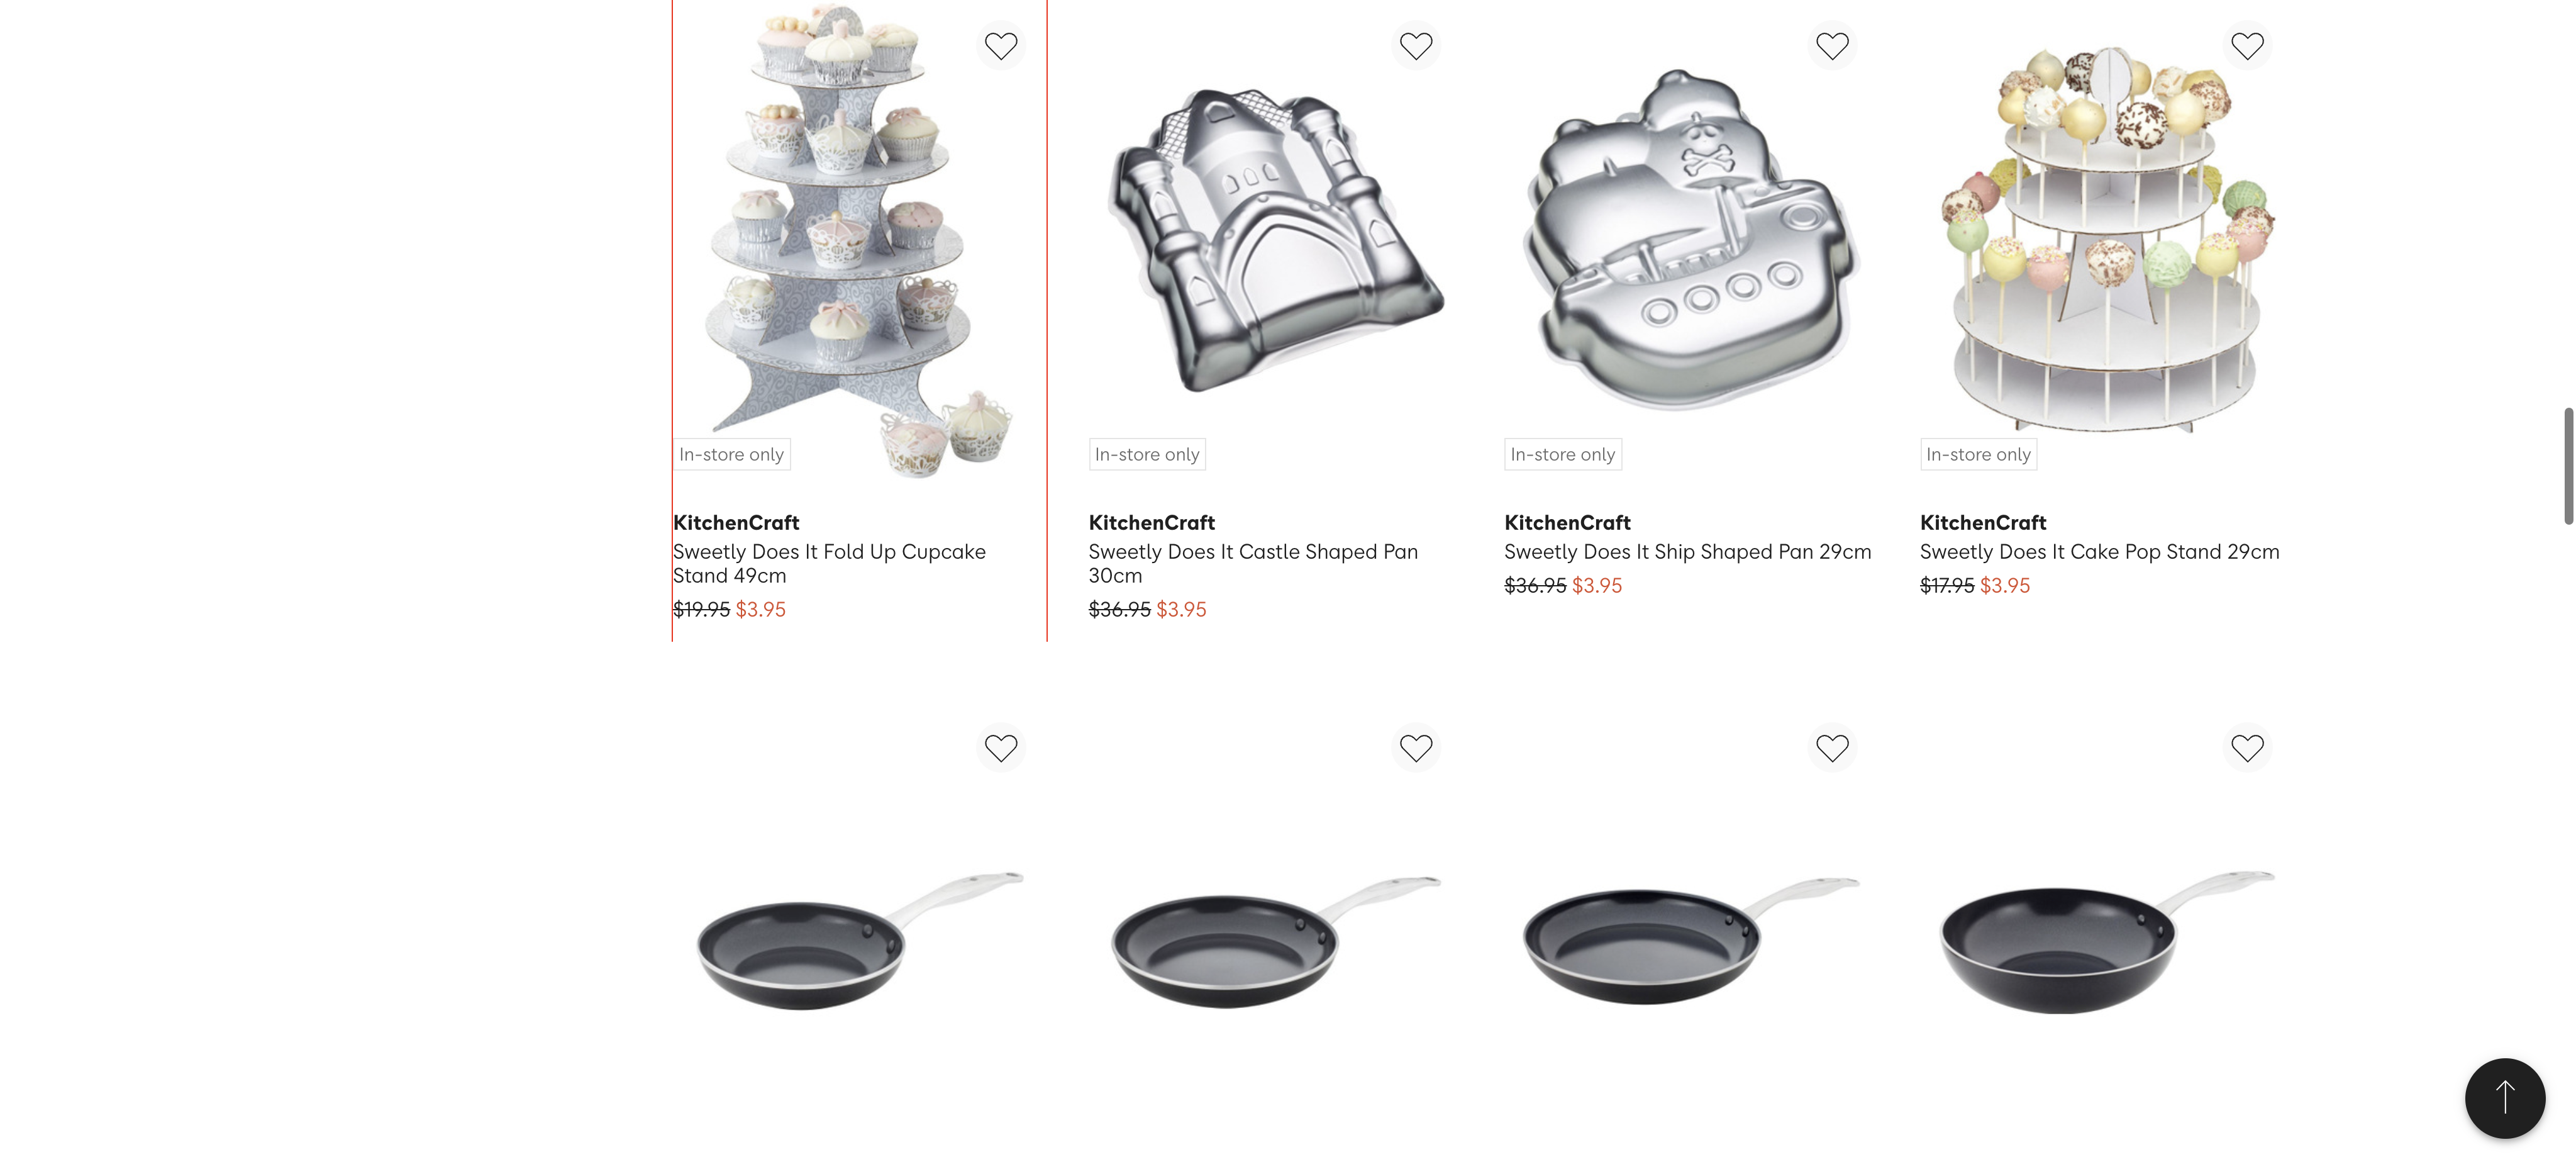 In-store only
In-store only
In-store only
In-store only
KitchenCraft
Sweetly Does It Fold Up Cupcake
Stand 49cm
$19.95 $3.95
KitchenCraft
Sweetly Does It Castle Shaped Pan
30cm
$36.95 $3.95
KitchenCraft
Sweetly Does It Ship Shaped Pan 29cm
$36.95 $3.95
KitchenCraft
Sweetly Does It Cake Pop Stand 29cm
$17.95 $3.95